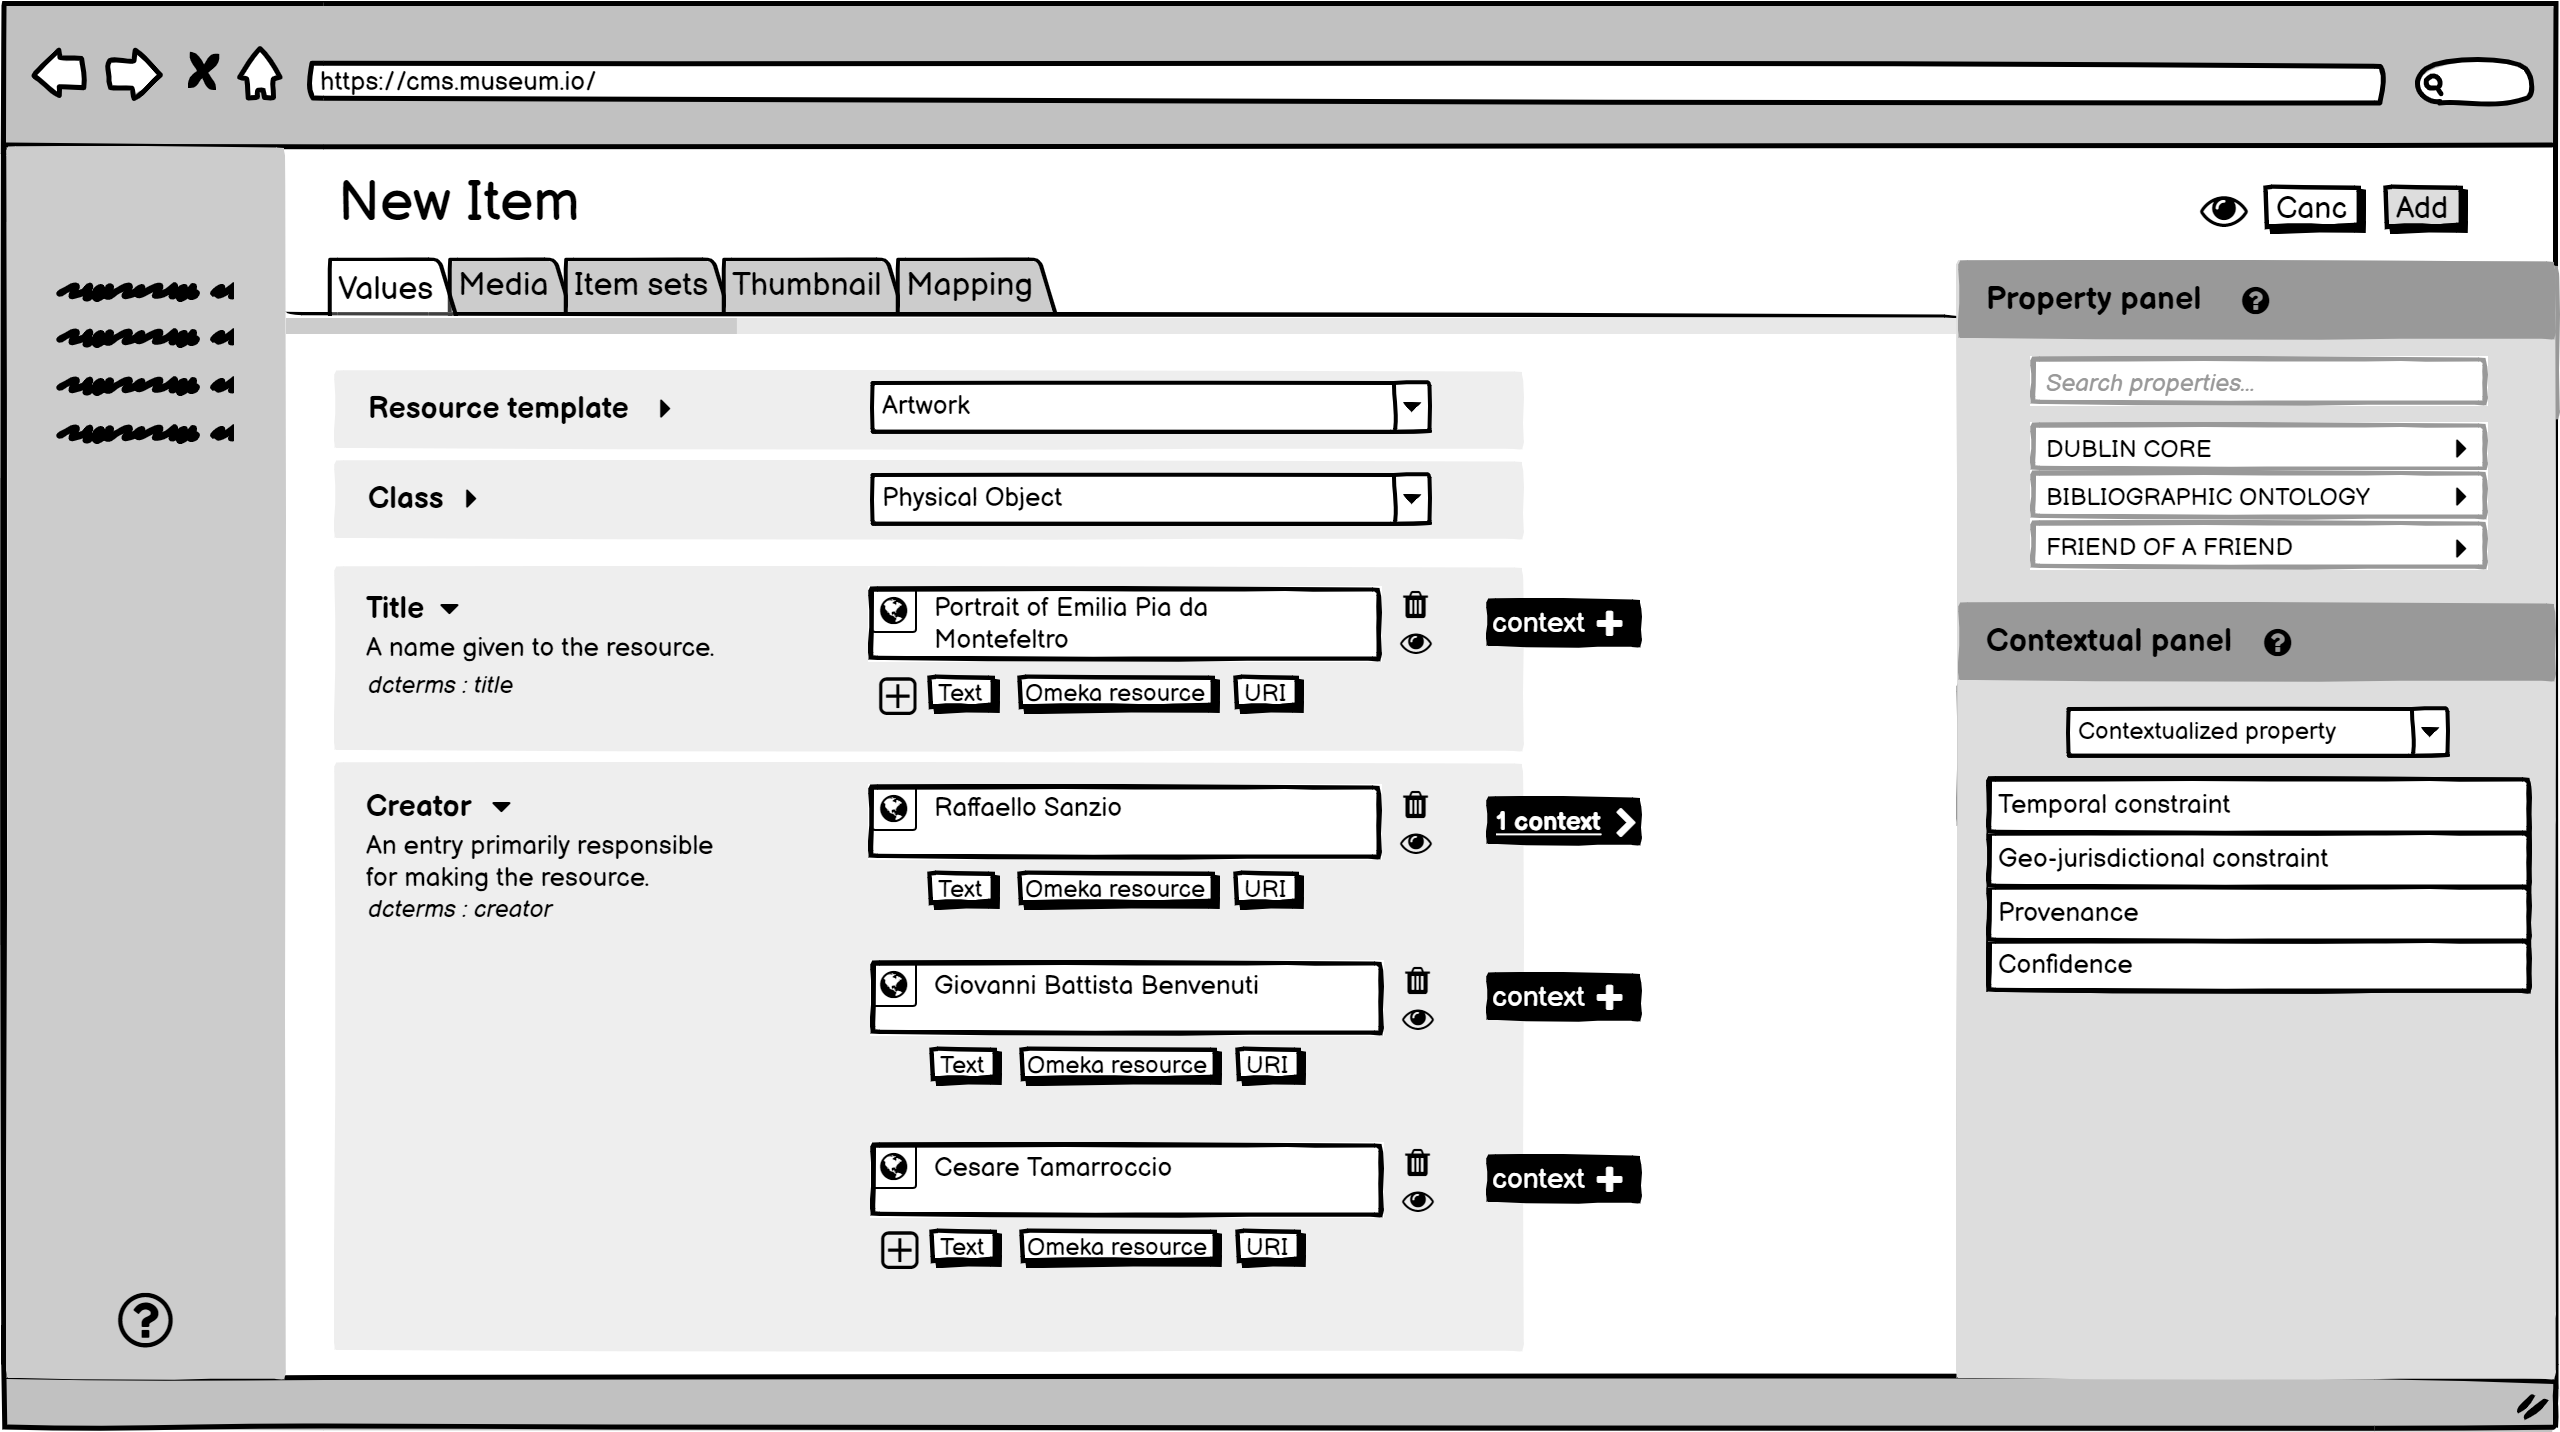 https://cms.museum.io/
New Item
Canc
Add
Values
Media
Item sets
Thumbnail
Mapping
Resource template
Artwork
Class
Physical Object
Title
A name given to the resource.
dcterms : title
Portrait of Emilia Pia da
Montefeltro
context
Text
Omeka resource
URI
Creator
An entry primarily responsible
for making the resource.
dcterms : creator
Raffaello Sanzio
1 context
Text
Omeka resource
URI
Giovanni Battista Benvenuti
context
Text
Omeka resource
URI
Cesare Tamarroccio
context
Text
Omeka resource
URI
Property panel
?
Search properties...
DUBLIN CORE
BIBLIOGRAPHIC ONTOLOGY
FRIEND OF A FRIEND
Contextual panel
?
Contextualized property
Temporal constraint
Geo-jurisdictional constraint
Provenance
Confidence
?